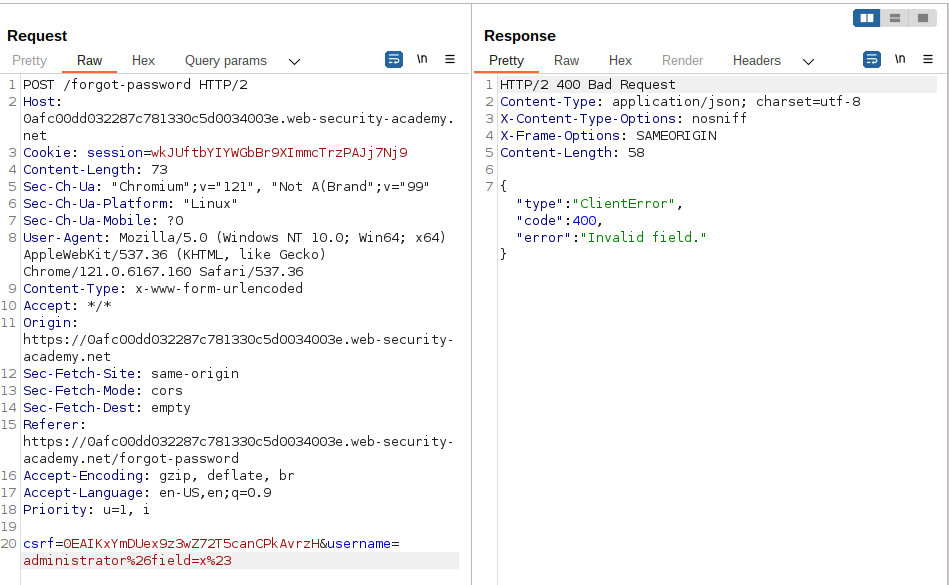 Request
Pretty Raw Hex Query params \n
1 POST /forgot-password HTTP/2
2 Host:
0afc00dd032287c781330c5d0034003e.web-security-academy.
net
3 Cookie: session=wkJUftbYIYWGbBr9XImmcTrzPAJj7Nj9
4 Content-Length: 73
5 Sec-Ch-Ua: "Chromium";v="121", "Not A(Brand";v="99"
6 Sec-Ch-Ua-Platform: "Linux"
7 Sec-Ch-Ua-Mobile: ?0
8 User-Agent: Mozilla/5.0 (Windows NT 10.0; Win64; x64)
AppleWebKit/537.36 (KHTML, like Gecko)
Chrome/121.0.6167.160 Safari/537.36
9 Content-Type: x-www-form-urlencoded
10 Accept: */*
11 Origin:
https://0afc00dd032287c781330c5d0034003e.web-security-
academy.net
12 Sec-Fetch-Site: same-origin
13 Sec-Fetch-Mode: cors
14 Sec-Fetch-Dest: empty
15 Referer:
https://0afc00dd032287c781330c5d0034003e.web-security-
academy.net/forgot-password
16 Accept-Encoding: gzip, deflate, br
17 Accept-Language: en-US,en;q=0.9
18 Priority: u=1, i
19
20 csrf=0EAIKxYmDUex9z3wZ72T5canCPkAvrzH&username=
administrator%26field=x%23
Response
Pretty Raw Hex Render Headers \n
1 HTTP/2 400 Bad Request
2 Content-Type: application/json; charset=utf-8
3 X-Content-Type-Options: nosniff
4 X-Frame-Options: SAMEORIGIN
5 Content-Length: 58
6
7 {
"type":"ClientError",
"code":400,
"error":"Invalid field."
}